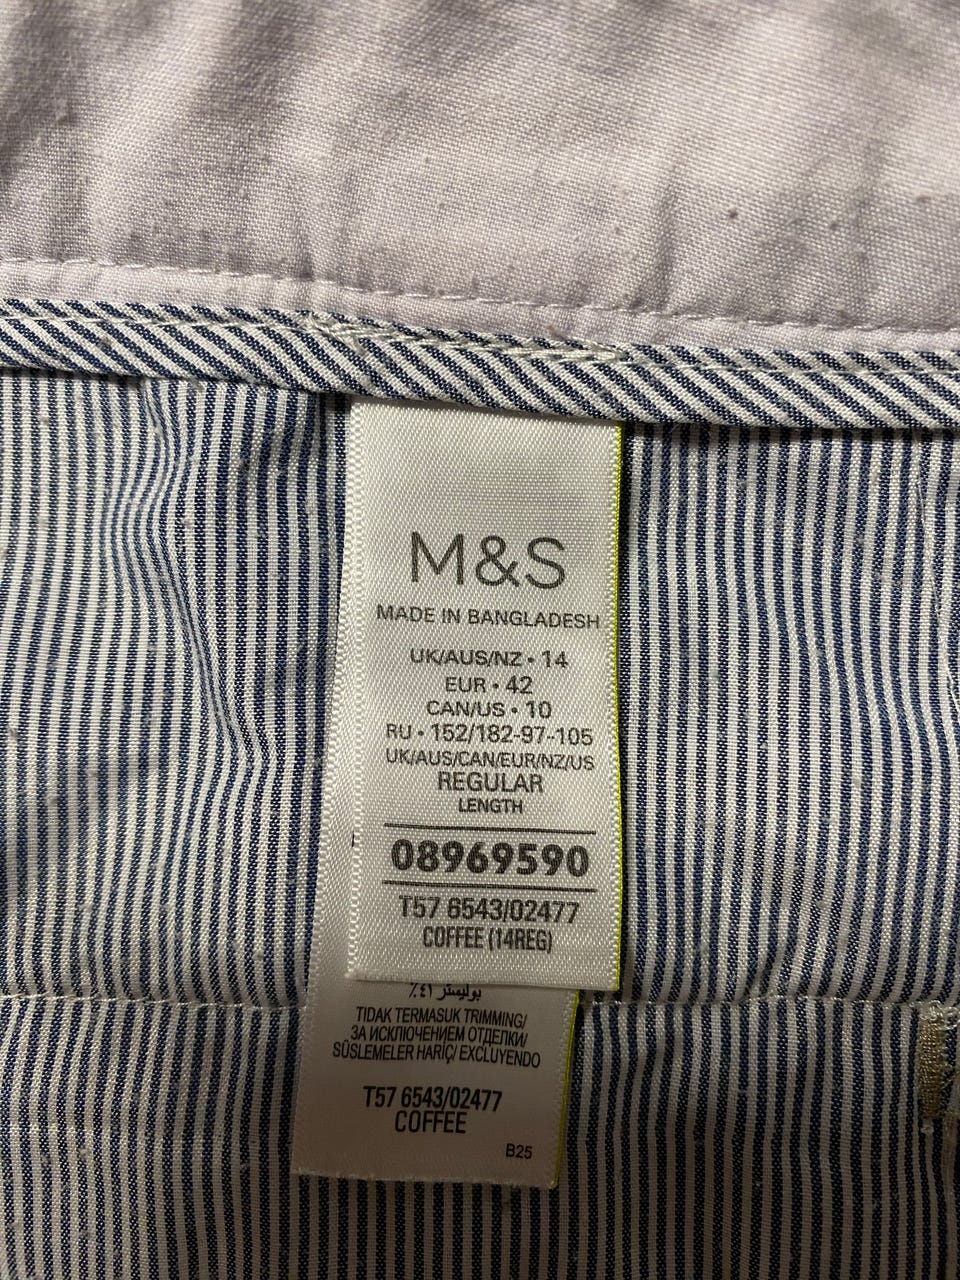 M&S
MADE IN BANGLADESH
UK/AUS/NZ • 14
EUR • 42
CAN/US • 10
RU • 152/182-97-105
UK/AUS/CAN/EUR/NZ/US
REGULAR
LENGTH
08969590
T57 6543/02477
COFFEE (14REG)
بوليستر ٤١٪
TIDAK TERMASUK TRIMMING/
ЗА ИСКЛЮЧЕНИЕМ ОТДЕЛКИ/
SÜSLEMELER HARİÇ/ EXCLUYENDO
T57 6543/02477
COFFEE
B25